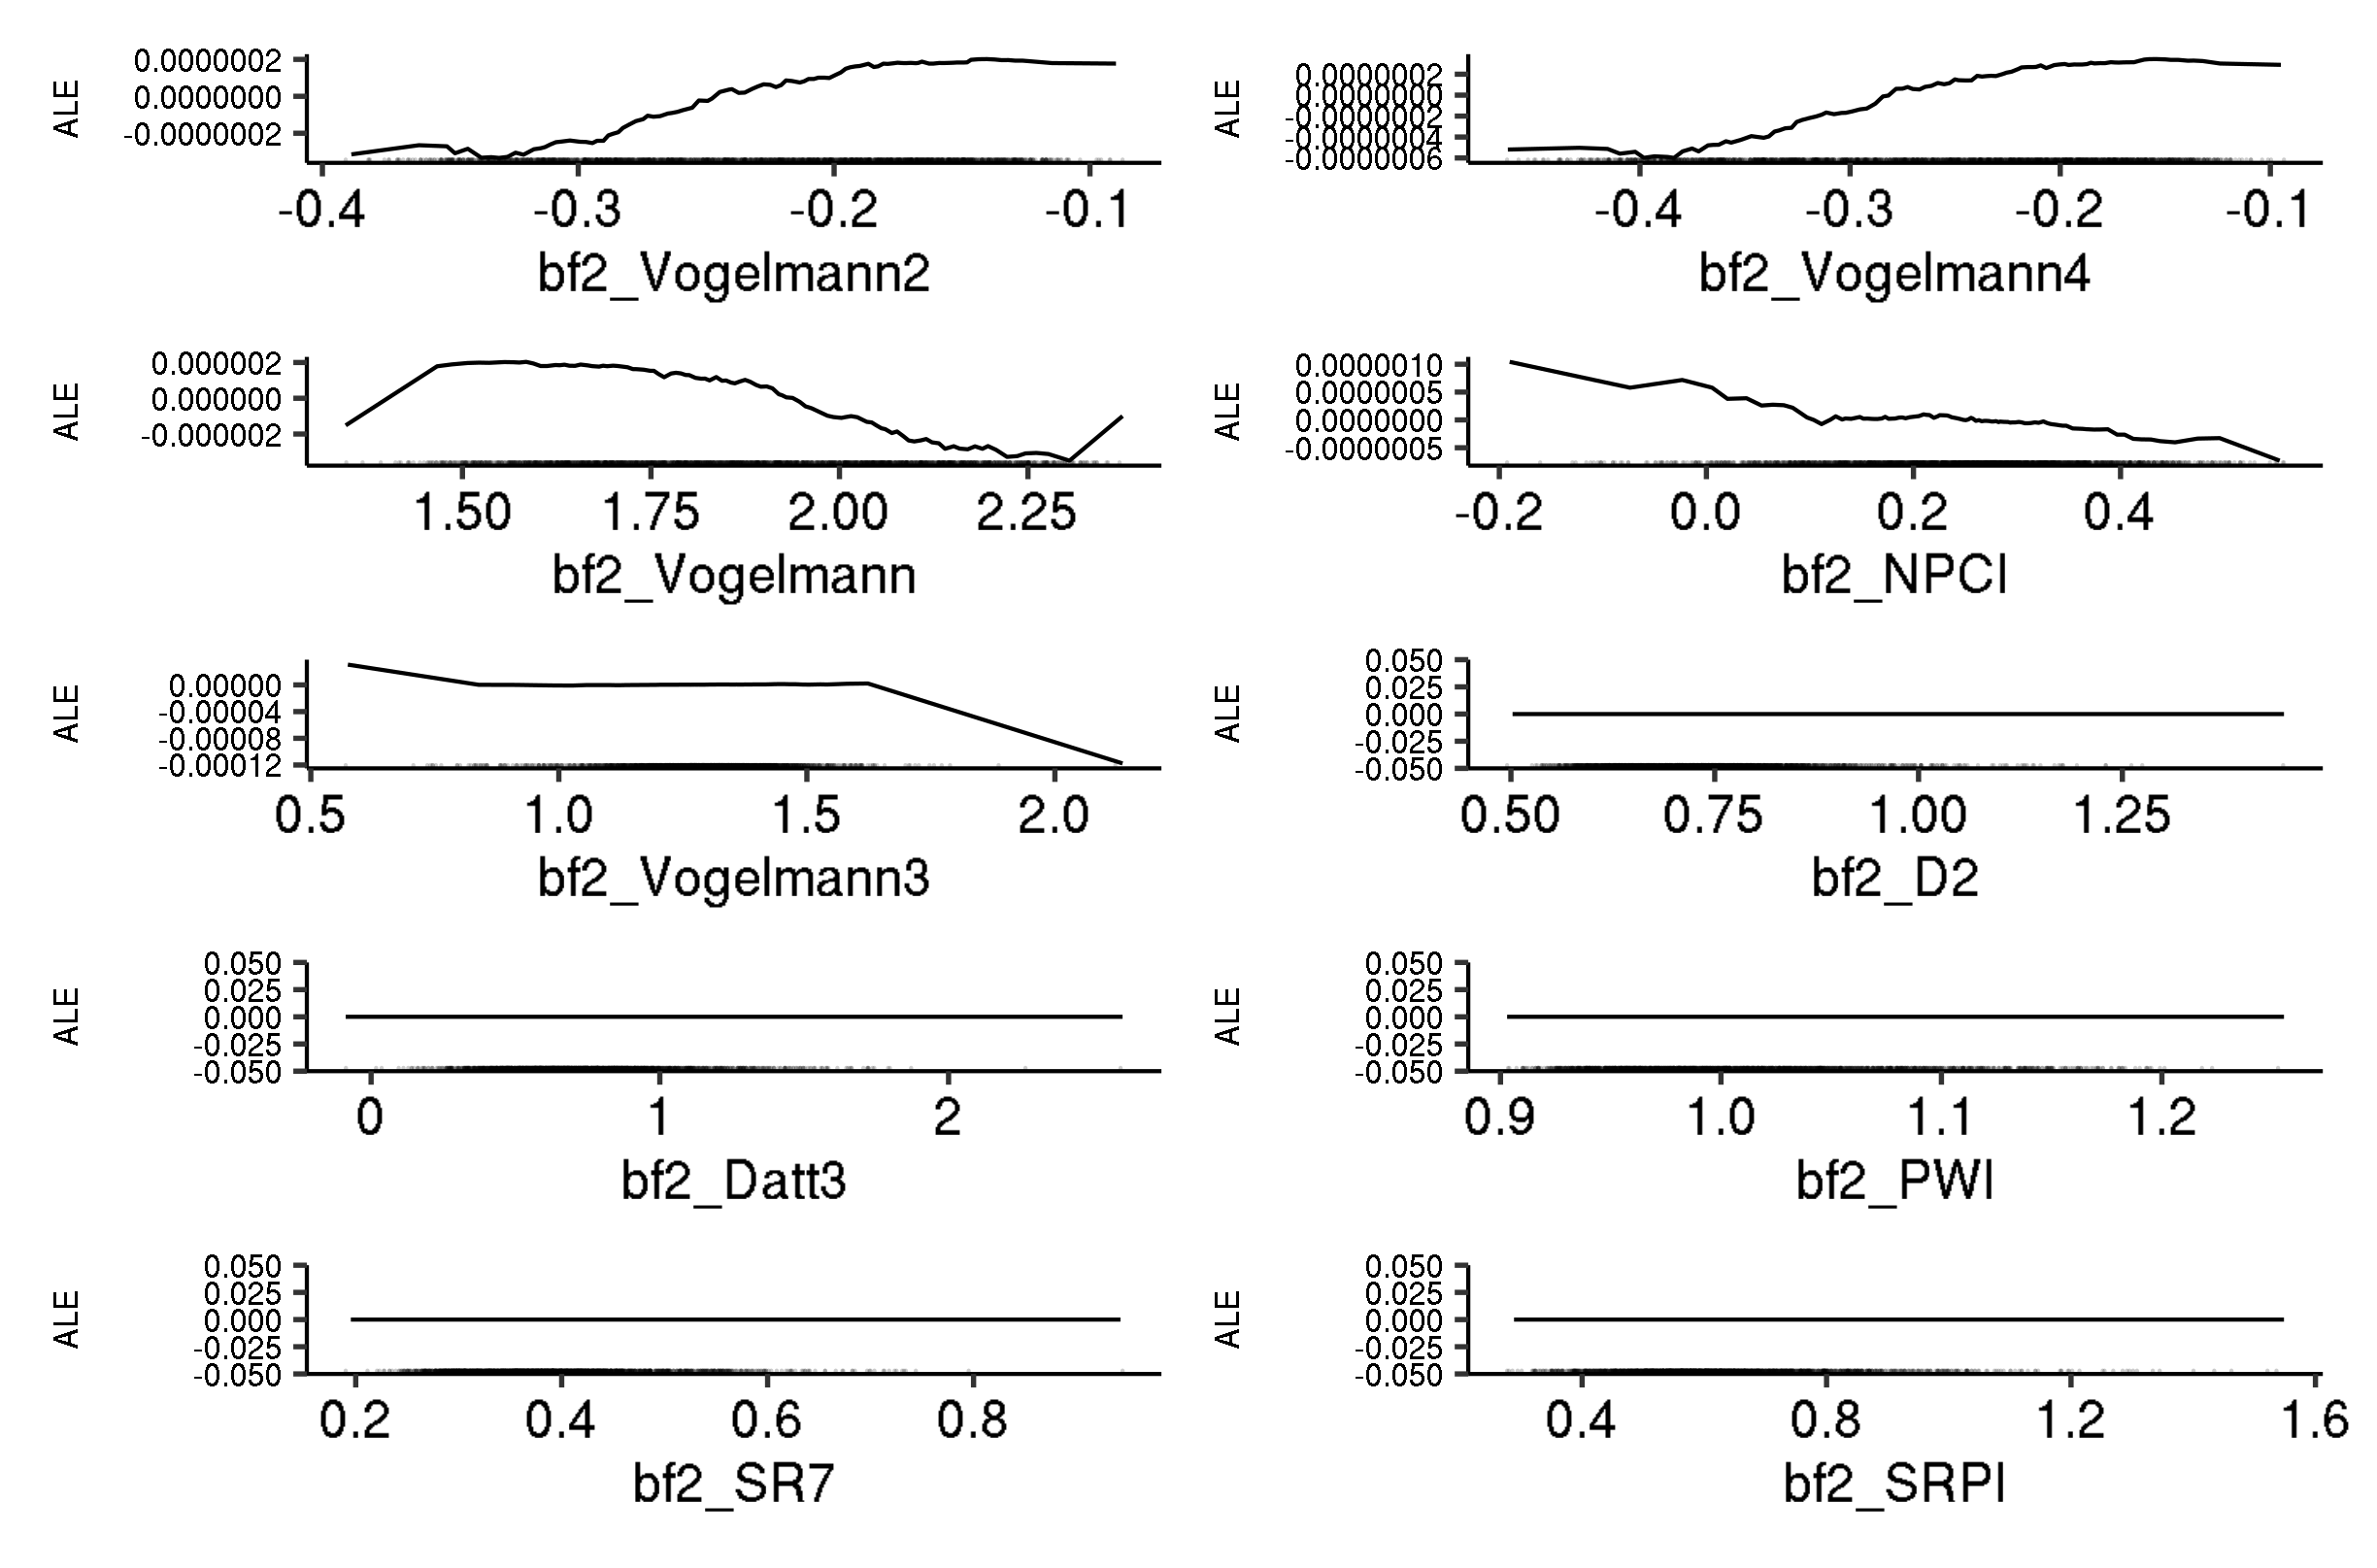 ALE
0.0000002
0.0000000
-0.0000002
-0.4 -0.3 -0.2 -0.1
bf2_Vogelmann2
ALE
0.0000002
0.0000000
-0.0000002
-0.0000004
-0.0000006
-0.4 -0.3 -0.2 -0.1
bf2_Vogelmann4
ALE
0.000002
0.000000
-0.000002
1.50 1.75 2.00 2.25
bf2_Vogelmann
ALE
0.0000010
0.0000005
0.0000000
-0.0000005
-0.2 0.0 0.2 0.4
bf2_NPCI
ALE
0.00000
-0.00004
-0.00008
-0.00012
0.5 1.0 1.5 2.0
bf2_Vogelmann3
ALE
0.050
0.025
0.000
-0.025
-0.050
0.50 0.75 1.00 1.25
bf2_D2
ALE
0.050
0.025
0.000
-0.025
-0.050
0 1 2
bf2_Datt3
ALE
0.050
0.025
0.000
-0.025
-0.050
0.9 1.0 1.1 1.2
bf2_PWI
ALE
0.050
0.025
0.000
-0.025
-0.050
0.2 0.4 0.6 0.8
bf2_SR7
ALE
0.050
0.025
0.000
-0.025
-0.050
0.4 0.8 1.2 1.6
bf2_SRPI